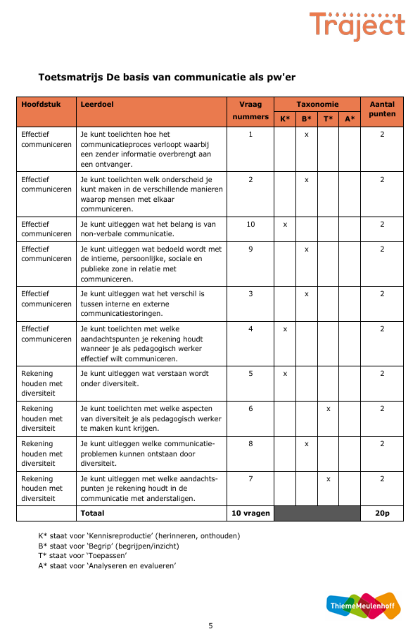 Traject
Toetsmatrijs De basis van communicatie als pw'er
Hoofdstuk Leerdoel Vraag nummers Taxonomie Aantal punten
K* B* T* A*
Effectief communiceren
Je kunt toelichten hoe het
communicatieproces verloopt waarbij
een zender informatie overbrengt aan
een ontvanger.
1 x 2
Effectief communiceren
Je kunt toelichten welk onderscheid je
kunt maken in de verschillende manieren
waarop mensen met elkaar
communiceren.
2 x 2
Effectief communiceren
Je kunt uitleggen wat het belang is van
non-verbale communicatie.
10 x 2
Effectief communiceren
Je kunt uitleggen wat bedoeld wordt met
de intieme, persoonlijke, sociale en
publieke zone in relatie met
communiceren.
9 x 2
Effectief communiceren
Je kunt uitleggen wat het verschil is
tussen interne en externe
communicatiestoringen.
3 x 2
Effectief communiceren
Je kunt toelichten met welke
aandachtspunten je rekening houdt
wanneer je als pedagogisch werker
effectief wilt communiceren.
4 x 2
Rekening houden met diversiteit
Je kunt uitleggen wat verstaan wordt
onder diversiteit.
5 x 2
Rekening houden met diversiteit
Je kunt toelichten met welke aspecten
van diversiteit je als pedagogisch werker
te maken kunt krijgen.
6 x 2
Rekening houden met diversiteit
Je kunt uitleggen welke communicatie-
problemen kunnen ontstaan door
diversiteit.
8 x 2
Rekening houden met diversiteit
Je kunt uitleggen met welke aandachts-
punten je rekening houdt in de
communicatie met anderstaligen.
7 x 2
Totaal 10 vragen 20p
K* staat voor 'Kennisreproductie' (herinneren, onthouden)
B* staat voor 'Begrip' (begrijpen/inzicht)
T* staat voor 'Toepassen'
A* staat voor 'Analyseren en evalueren'
ThiemeMeulenhoff
5